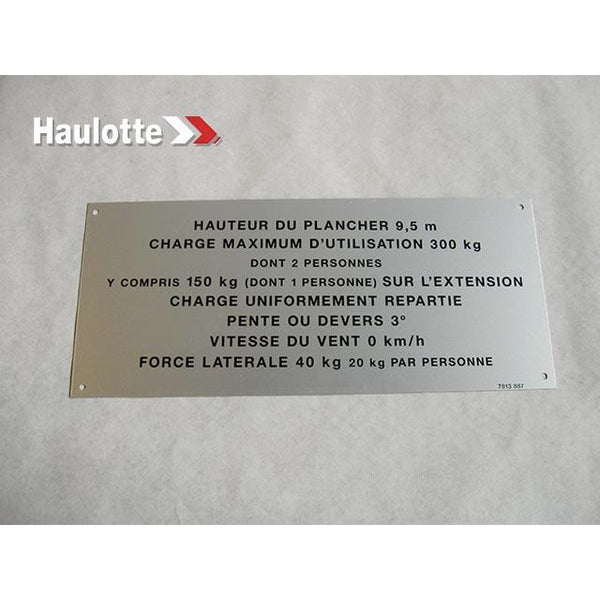 Haulotte
HAUTEUR DU PLANCHER 9,5 m
CHARGE MAXIMUM D'UTILISATION 300 kg
DONT 2 PERSONNES
Y COMPRIS 150 kg (DONT 1 PERSONNE) SUR L'EXTENSION
CHARGE UNIFORMEMENT REPARTIE
PENTE OU DEVERS 3°
VITESSE DU VENT 0 km/h
FORCE LATERALE 40 kg 20 kg PAR PERSONNE
7813 887